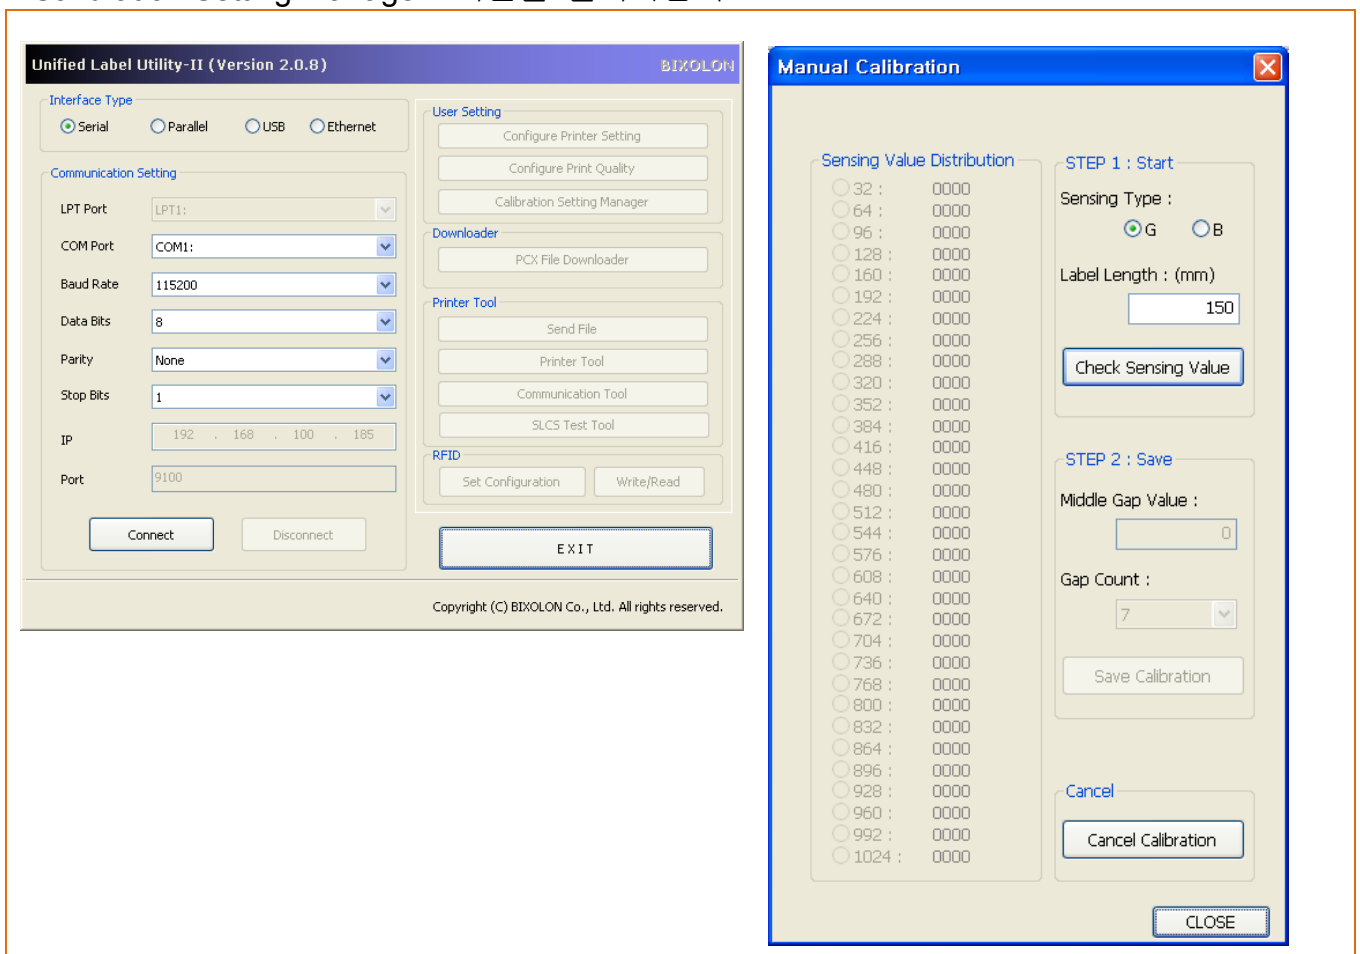 Unified Label Utility-II (Version 2.0.8)
BIXOLON
Interface Type
Serial
Parallel
USB
Ethernet
Communication Setting
LPT Port
LPT1:
COM Port
COM1:
Baud Rate
115200
Data Bits
8
Parity
None
Stop Bits
1
IP
192 . 168 . 100 . 185
Port
9100
Connect
Disconnect
User Setting
Configure Printer Setting
Configure Print Quality
Calibration Setting Manager
Downloader
PCX File Downloader
Printer Tool
Send File
Printer Tool
Communication Tool
SLCS Test Tool
RFID
Set Configuration
Write/Read
EXIT
Copyright (C) BIXOLON Co., Ltd. All rights reserved.
Manual Calibration
Sensing Value Distribution
32 : 0000
64 : 0000
96 : 0000
128 : 0000
160 : 0000
192 : 0000
224 : 0000
256 : 0000
288 : 0000
320 : 0000
352 : 0000
384 : 0000
416 : 0000
448 : 0000
480 : 0000
512 : 0000
544 : 0000
576 : 0000
608 : 0000
640 : 0000
672 : 0000
704 : 0000
736 : 0000
768 : 0000
800 : 0000
832 : 0000
864 : 0000
896 : 0000
928 : 0000
960 : 0000
992 : 0000
1024 : 0000
STEP 1 : Start
Sensing Type :
G
B
Label Length : (mm)
150
Check Sensing Value
STEP 2 : Save
Middle Gap Value :
0
Gap Count :
7
Save Calibration
Cancel
Cancel Calibration
CLOSE